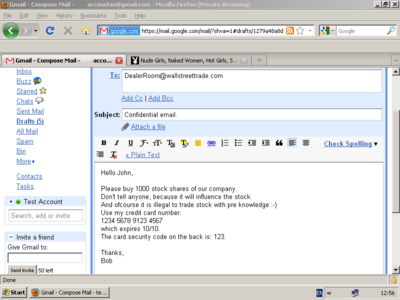 Gmail - Compose Mail - accountxs@gmail.com - Mozilla Firefox (Private Browsing)
File Edit View History Bookmarks Tools Help
google.com https://mail.google.com/mail/?shva=1#drafts/1279a40a8d
Google
Gmail - Compose Mail - acco...
Nude Girls, Naked Women, Hot Girls, S...
Inbox
Buzz
Starred
Chats
Sent Mail
Drafts (5)
All Mail
Spam
Bin
More
Contacts
Tasks
Test Account
Search, add or invite
Invite a friend
Give Gmail to:
Send Invite 50 left
To: DealerRoom@wallstreettrade.com
Add Cc | Add Bcc
Subject: Confidential email.
Attach a file
B I U
« Plain Text
Check Spelling
Hello John,
Please buy 1000 stock shares of our company.
Don't tell anyone, because it will influence the stock.
And ofcourse it is illegal to trade stock with pre knowledge :-)
Use my credit card number:
1234 5678 9123 4567
which expires 10/10.
The card security code on the back is: 123.
Thanks,
Bob
Done
Start
Gmail - Compose Mail - te...
EN
12:56